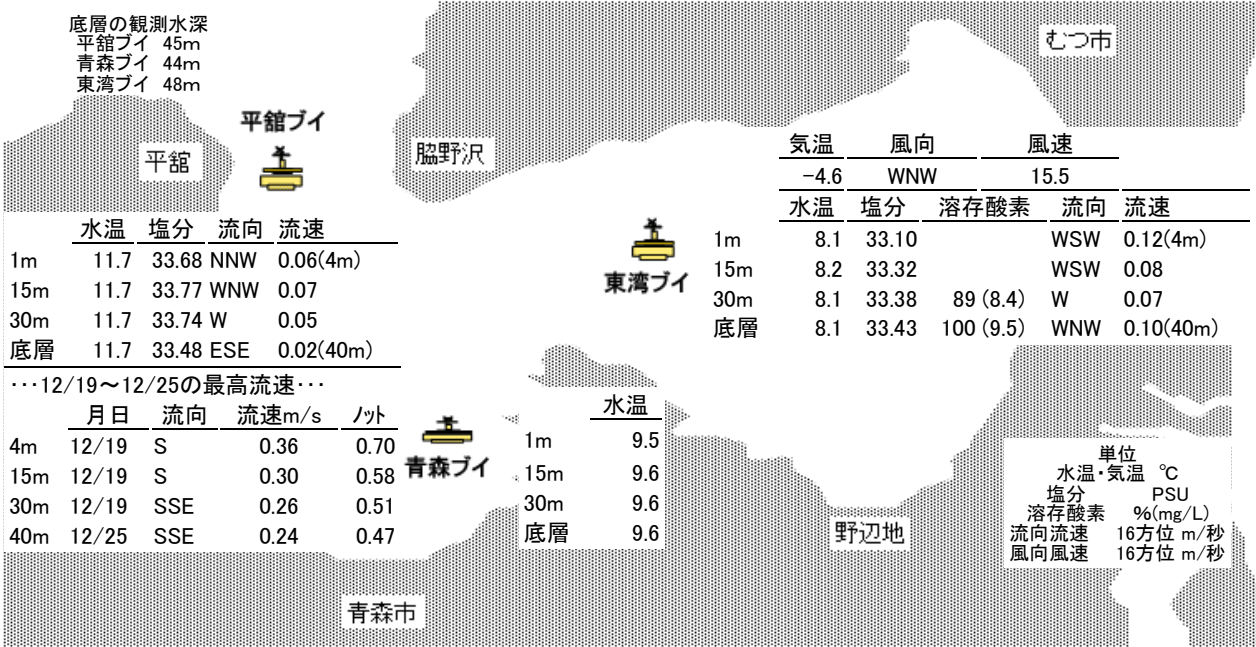 底層の観測水深
平舘ブイ 45m
青森ブイ 44m
東湾ブイ 48m
平舘ブイ
平舘
脇野沢
むつ市
水温 塩分 流向 流速
1m 11.7 33.68 NNW 0.06(4m)
15m 11.7 33.77 WNW 0.07
30m 11.7 33.74 W 0.05
底層 11.7 33.48 ESE 0.02(40m)
･･･12/19～12/25の最高流速･･･
月日 流向 流速m/s ﾉｯﾄ
4m 12/19 S 0.36 0.70
15m 12/19 S 0.30 0.58
30m 12/19 SSE 0.26 0.51
40m 12/25 SSE 0.24 0.47
気温 風向 風速
-4.6 WNW 15.5
水温 塩分 溶存酸素 流向 流速
1m 8.1 33.10 WSW 0.12(4m)
15m 8.2 33.32 WSW 0.08
30m 8.1 33.38 89 (8.4) W 0.07
底層 8.1 33.43 100 (9.5) WNW 0.10(40m)
東湾ブイ
青森ブイ
水温
1m 9.5
15m 9.6
30m 9.6
底層 9.6
野辺地
青森市
単位
水温・気温 ℃
塩分 PSU
溶存酸素 %(mg/L)
流向流速 16方位 m/秒
風向風速 16方位 m/秒